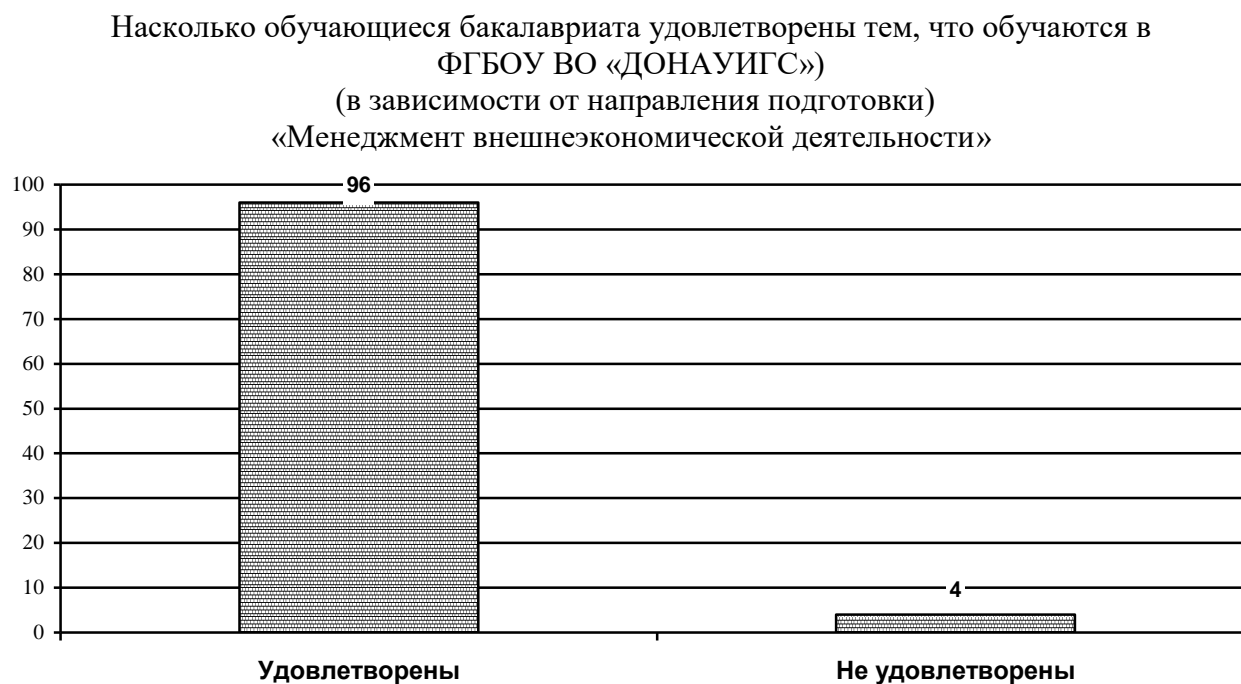 Насколько обучающиеся бакалавриата удовлетворены тем, что обучаются в
ФГБОУ ВО «ДОНАУИГС»)
(в зависимости от направления подготовки)
«Менеджмент внешнеэкономической деятельности»
100
90
80
70
60
50
40
30
20
10
0
96
4
Удовлетворены
Не удовлетворены